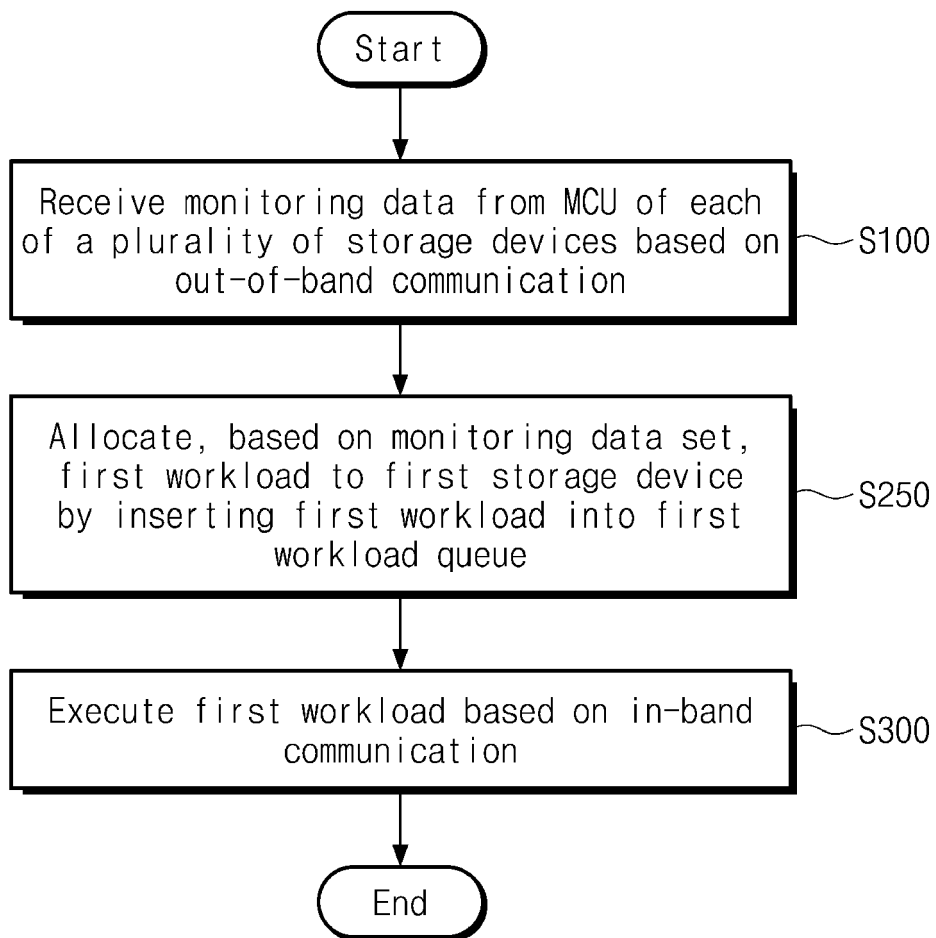 Start
Receive monitoring data from MCU of each
of a plurality of storage devices based on
out-of-band communication
S100
Allocate, based on monitoring data set,
first workload to first storage device
by inserting first workload into first
workload queue
S250
Execute first workload based on in-band
communication
S300
End